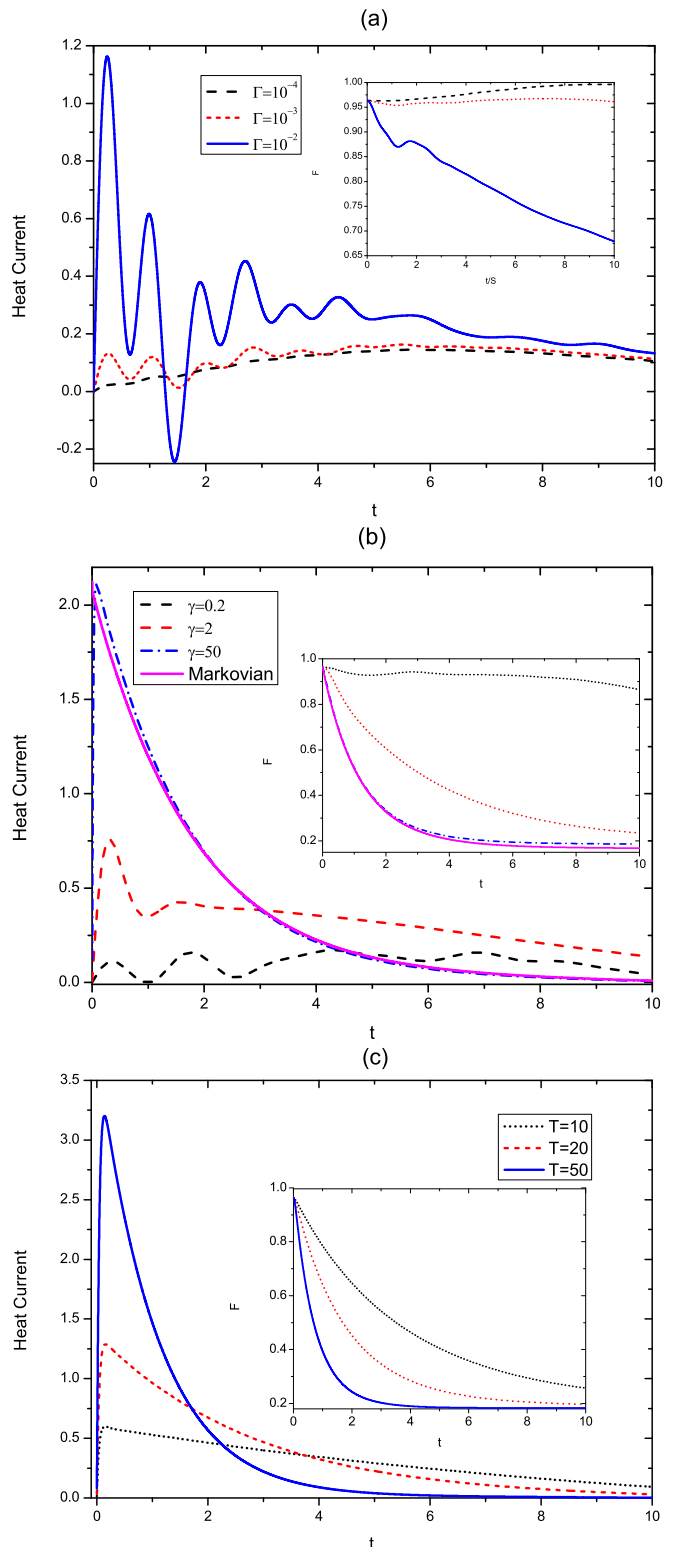 (a)
1.2
1.0
0.8
0.6
0.4
0.2
0.0
-0.2
Heat Current
0 2 4 6 8 10
t
Γ=10⁻⁴
Γ=10⁻³
Γ=10⁻²
1.00
0.95
0.90
0.85
0.80
0.75
0.70
0.65
F
0 2 4 6 8 10
t/S
(b)
2.0
1.5
1.0
0.5
0.0
Heat Current
0 2 4 6 8 10
t
γ=0.2
γ=2
γ=50
Markovian
1.0
0.8
0.6
0.4
0.2
F
0 2 4 6 8 10
t
(c)
3.5
3.0
2.5
2.0
1.5
1.0
0.5
0.0
Heat Current
0 2 4 6 8 10
t
T=10
T=20
T=50
1.0
0.8
0.6
0.4
0.2
F
0 2 4 6 8 10
t